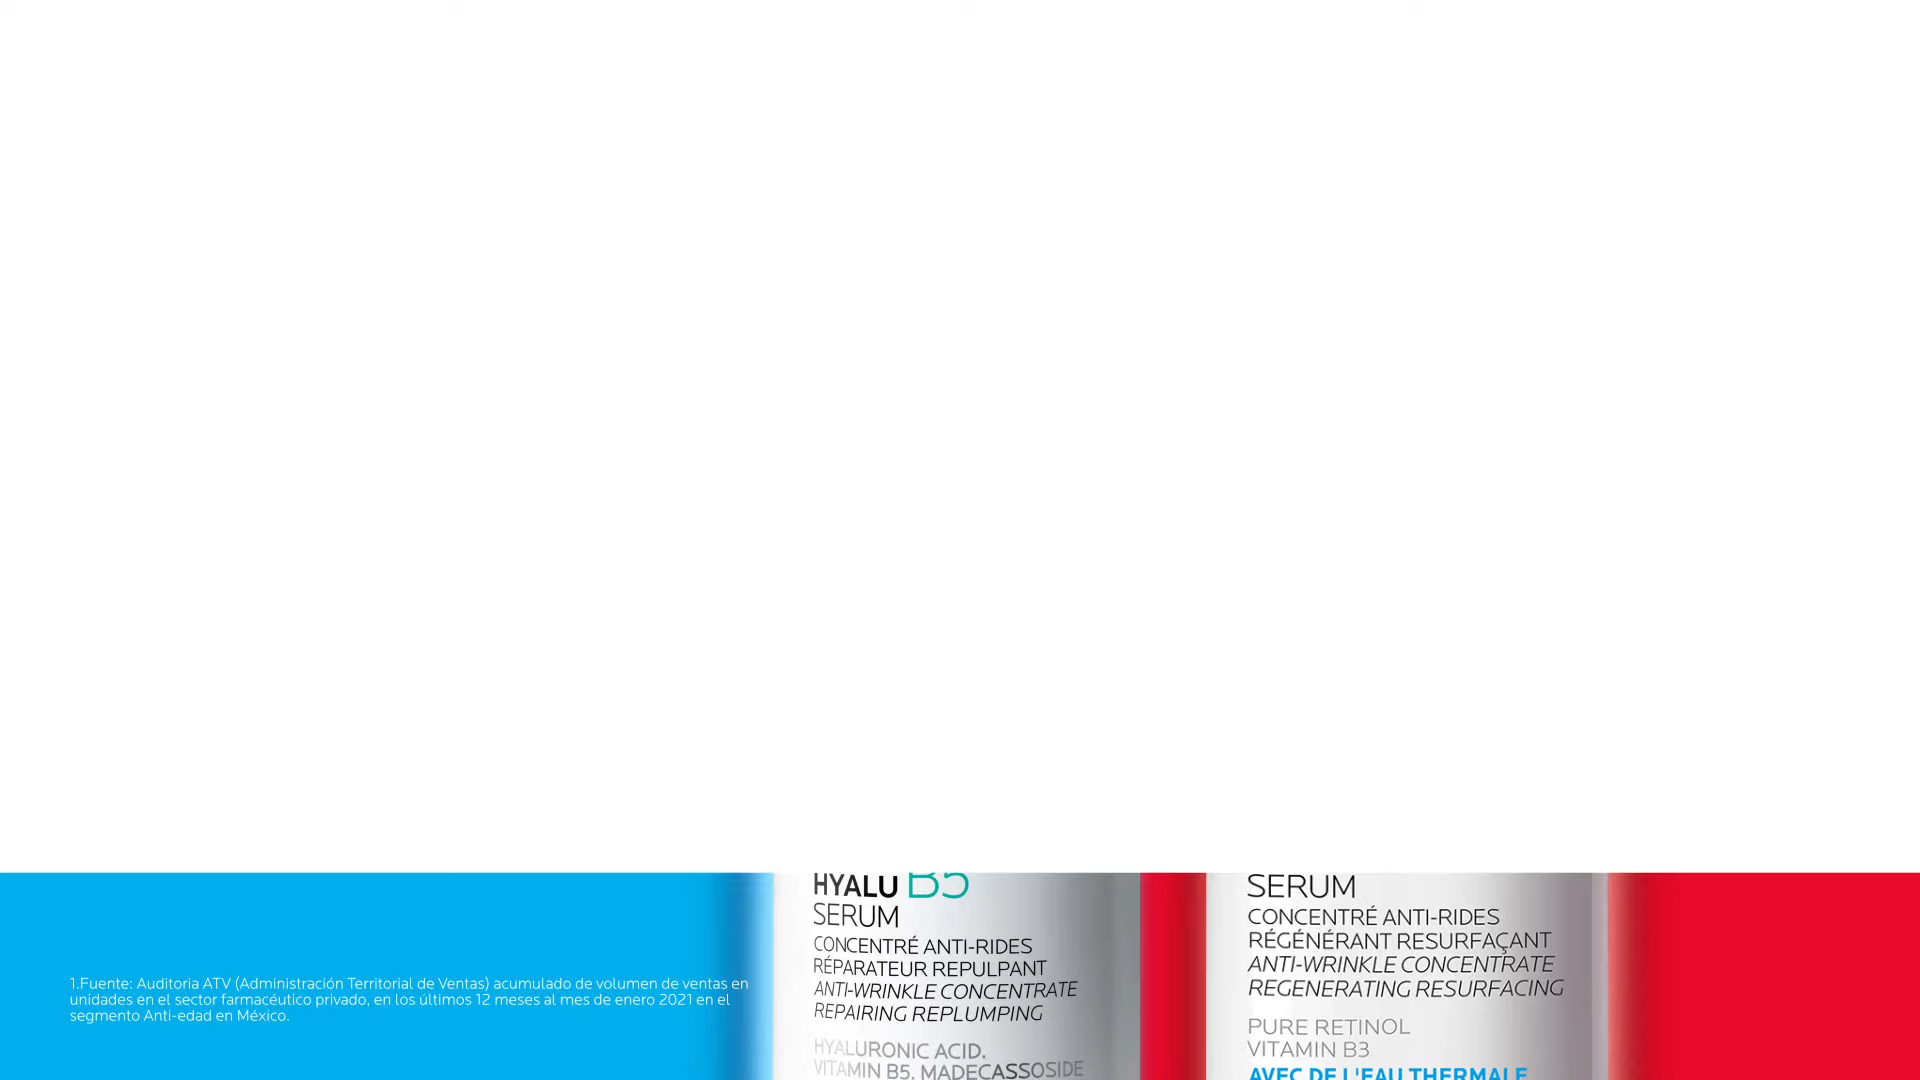 HYALU B5
SERUM
CONCENTRÉ ANTI-RIDES
RÉPARATEUR REPULPANT
ANTI-WRINKLE CONCENTRATE
REPAIRING REPLUMPING
HYALURONIC ACID.
VITAMIN B5. MADECASSOSIDE
SERUM
CONCENTRÉ ANTI-RIDES
RÉGÉNÉRANT RESURFAÇANT
ANTI-WRINKLE CONCENTRATE
REGENERATING RESURFACING
PURE RETINOL
VITAMIN B3
AVEC DE L'EAU THERMALE
1.Fuente: Auditoria ATV (Administración Territorial de Ventas) acumulado de volumen de ventas en
unidades en el sector farmacéutico privado, en los últimos 12 meses al mes de enero 2021 en el
segmento Anti-edad en México.